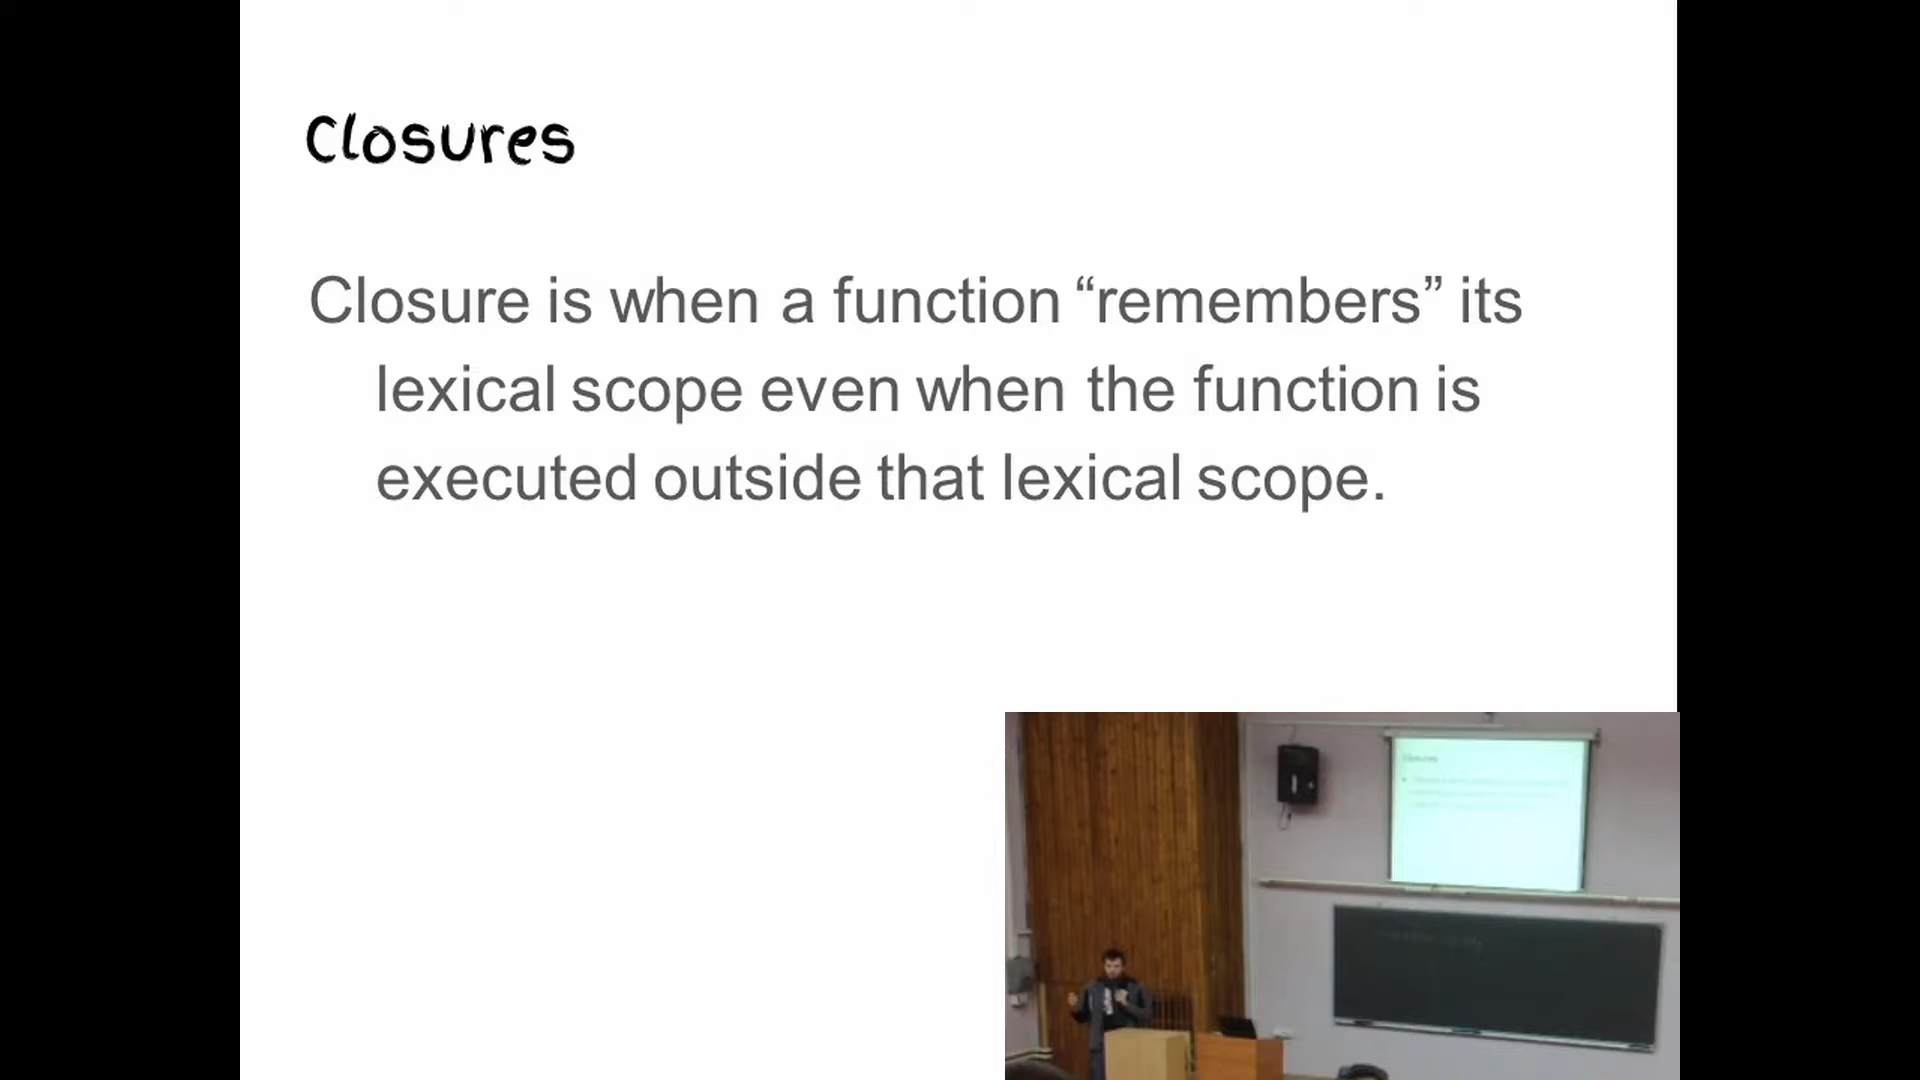 Closures
Closure is when a function “remembers” its
lexical scope even when the function is
executed outside that lexical scope.
Closures